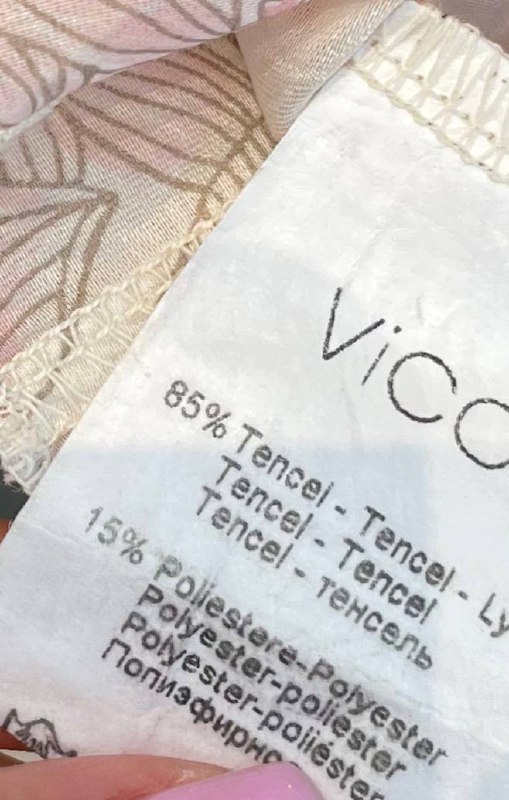 ViCO
85% Tencel - Tencel - Ly
Tencel - Tencel
Tencel - тенсель
15% Poliestere-Polyester
Polyester-poliester
Polyester-poliéster
Полиэфирно